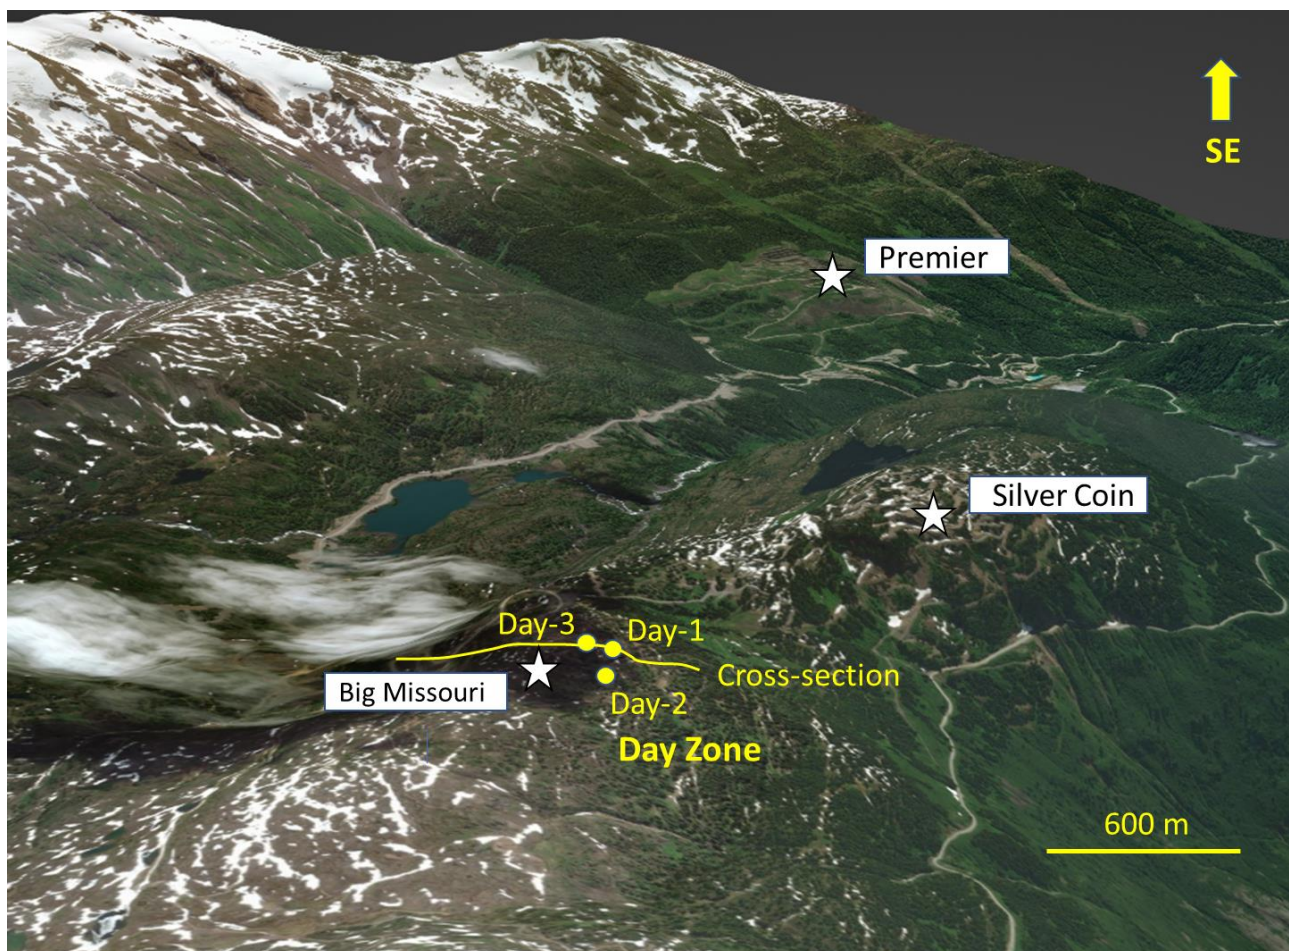 SE
Premier
Silver Coin
Day-3
Day-1
Cross-section
Big Missouri
Day-2
Day Zone
600 m